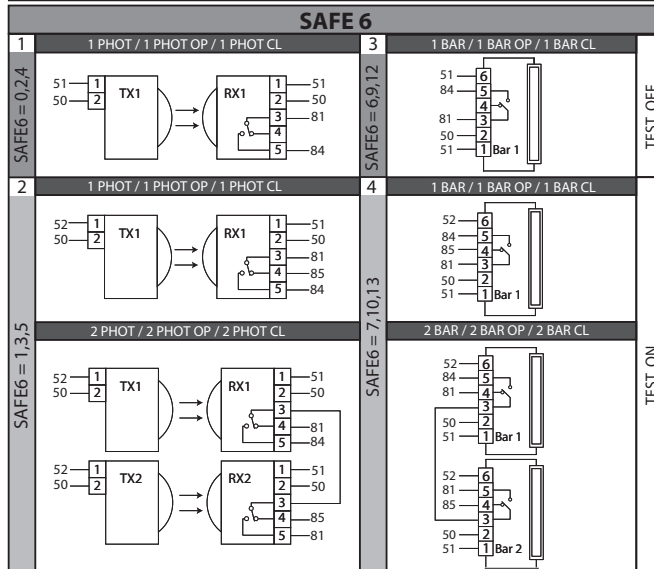 SAFE 6
1
1 PHOT / 1 PHOT OP / 1 PHOT CL
SAFE6 = 0,2,4
51 1
50 2
TX1
RX1
1 51
2 50
3 81
4
5 84
3
1 BAR / 1 BAR OP / 1 BAR CL
SAFE6 = 6,9,12
51 6
84 5
4
81 3
50 2
51 1 Bar 1
TEST OFF
2
1 PHOT / 1 PHOT OP / 1 PHOT CL
SAFE6 = 1,3,5
52 1
50 2
TX1
RX1
1 51
2 50
3 81
4 85
5 84
2 PHOT / 2 PHOT OP / 2 PHOT CL
52 1
50 2
TX1
RX1
1 51
2 50
3
4 81
5 84
52 1
50 2
TX2
RX2
1 51
2 50
3
4 85
5 81
4
1 BAR / 1 BAR OP / 1 BAR CL
SAFE6 = 7,10,13
52 6
84 5
85 4
81 3
50 2
51 1 Bar 1
2 BAR / 2 BAR OP / 2 BAR CL
52 6
84 5
81 4
3
50 2
51 1 Bar 1
52 6
81 5
85 4
3
50 2
51 1 Bar 2
TEST ON